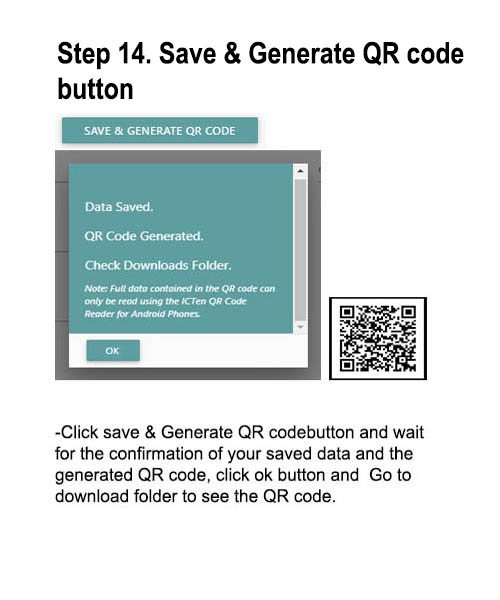 Step 14. Save & Generate QR code
button
SAVE & GENERATE QR CODE
Data Saved.
QR Code Generated.
Check Downloads Folder.
Note: Full data contained in the QR code can
only be read using the ICTen QR Code
Reader for Android Phones.
OK
-Click save & Generate QR codebutton and wait
for the confirmation of your saved data and the
generated QR code, click ok button and  Go to
download folder to see the QR code.